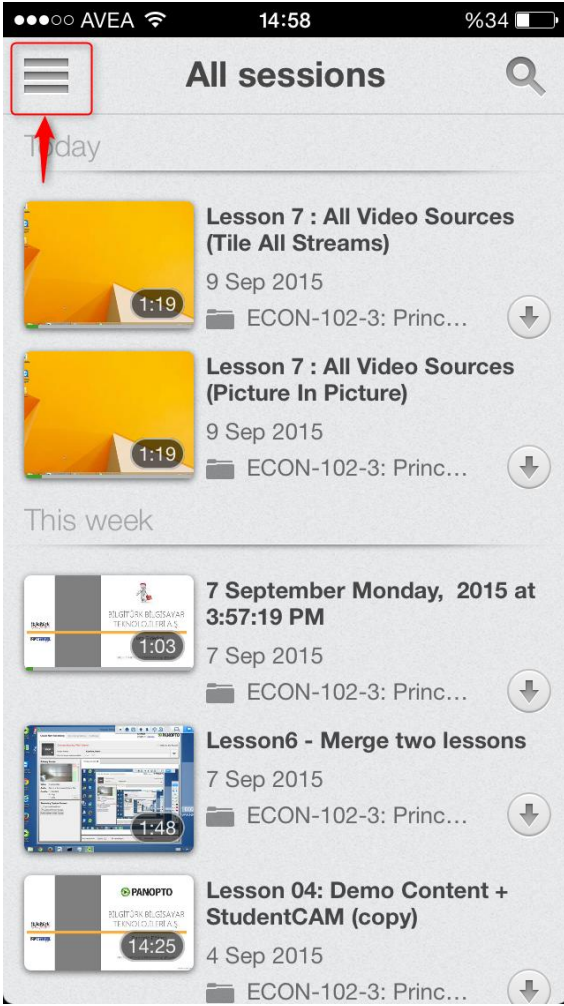 AVEA 14:58 %34
All sessions
Today
Lesson 7 : All Video Sources
(Tile All Streams)
9 Sep 2015
1:19
ECON-102-3: Princ...
Lesson 7 : All Video Sources
(Picture In Picture)
9 Sep 2015
1:19
ECON-102-3: Princ...
This week
7 September Monday, 2015 at
3:57:19 PM
BİLGİTÜRK BİLGİSAYAR
TEKNOLOJİLERİ A.Ş.
1:03
7 Sep 2015
ECON-102-3: Princ...
Lesson6 - Merge two lessons
7 Sep 2015
1:48
ECON-102-3: Princ...
PANOPTO
Lesson 04: Demo Content +
StudentCAM (copy)
BİLGİTÜRK BİLGİSAYAR
TEKNOLOJİLERİ A.Ş.
14:25
4 Sep 2015
ECON-102-3: Princ...